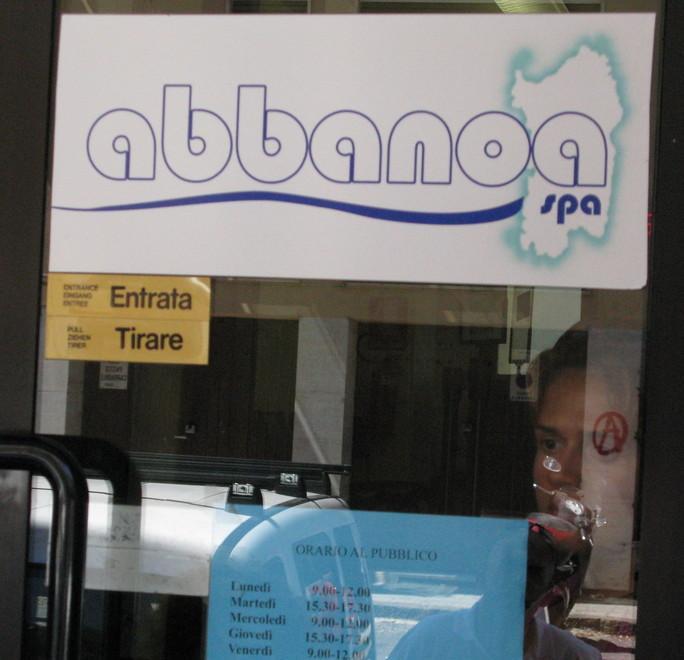 abbanoa
spa
ENTRANCE
EINGANG
ENTREE
Entrata
PULL
ZIEHEN
TIRER
Tirare
ORARIO AL PUBBLICO
Lunedì 9.00-12.00
Martedì 15.30-17.30
Mercoledì 9.00-12.00
Giovedì 15.30-17.30
Venerdì 9.00-12.00